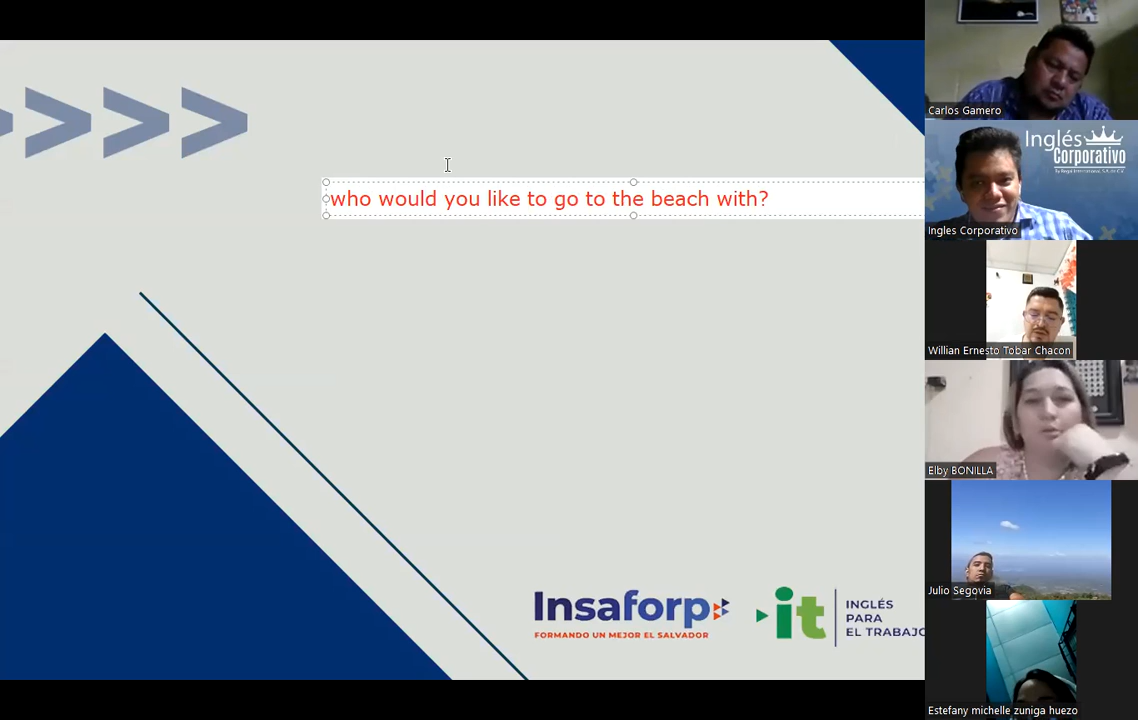 who would you like to go to the beach with?
Insaforp
FORMANDO UN MEJOR EL SALVADOR
it
INGLÉS
PARA
EL TRABAJO
Carlos Gamero
Inglés
Corporativo
Ingles Corporativo
Willian Ernesto Tobar Chacon
Elby BONILLA
Julio Segovia
Estefany michelle zuniga huezo